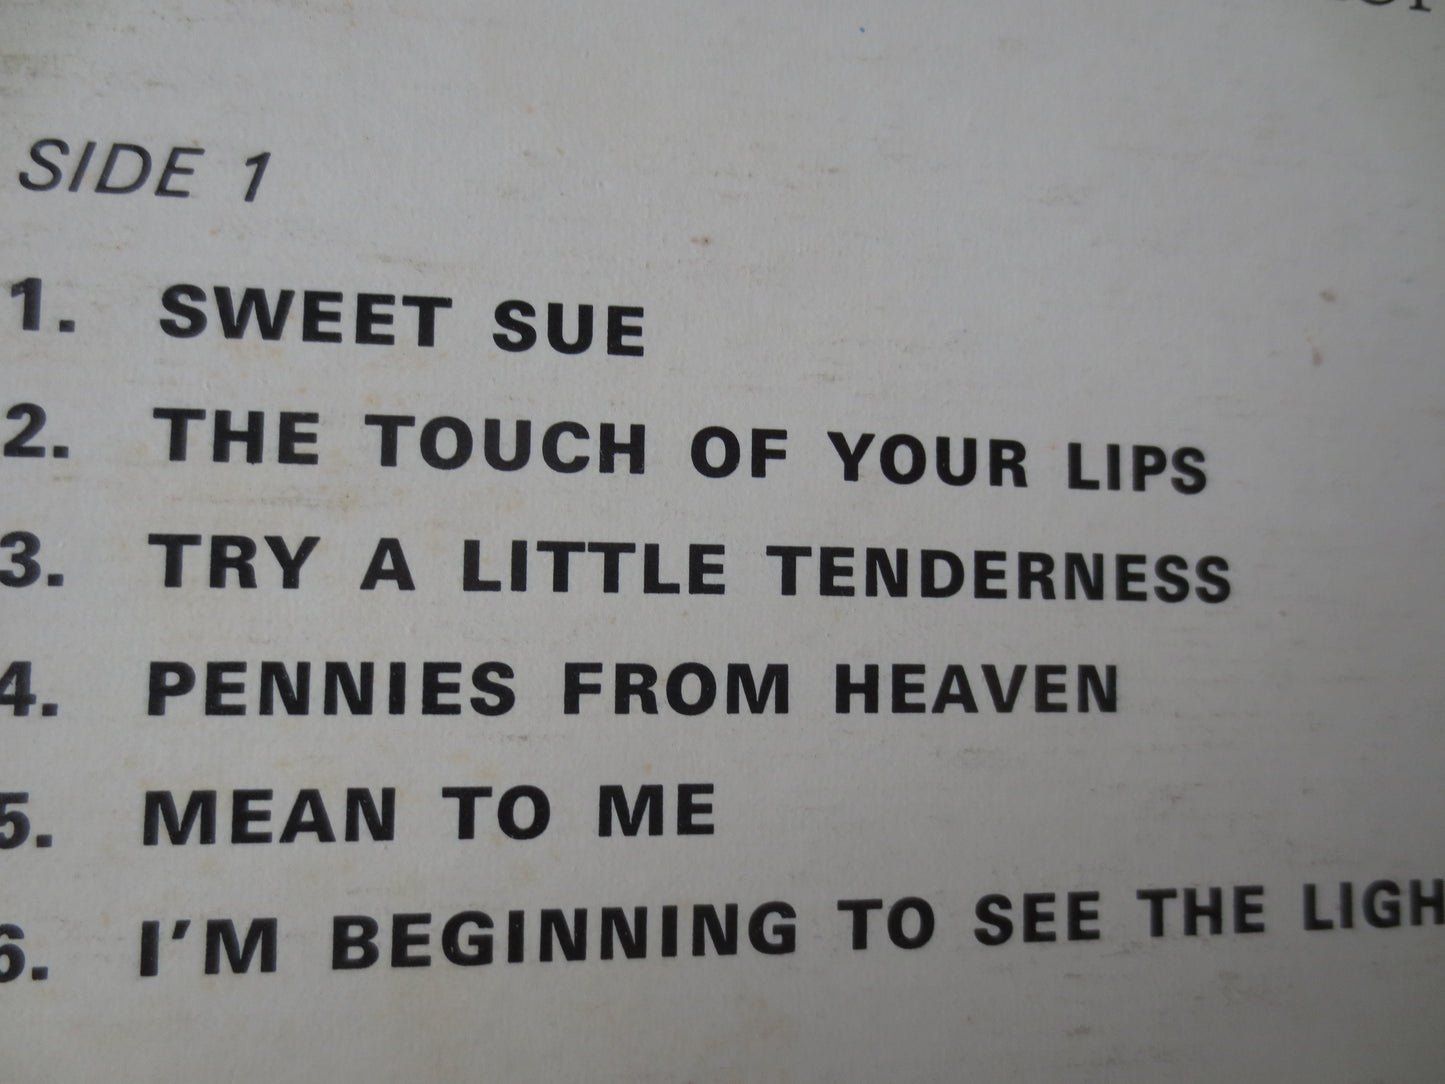 SIDE 1
1. SWEET SUE
2. THE TOUCH OF YOUR LIPS
3. TRY A LITTLE TENDERNESS
4. PENNIES FROM HEAVEN
5. MEAN TO ME
6. I'M BEGINNING TO SEE THE LIGH